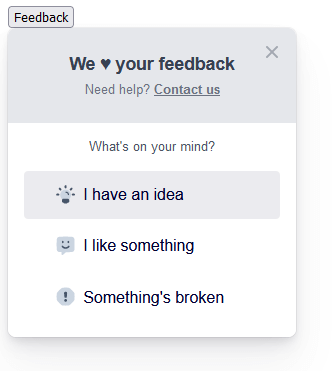 Feedback
We ♥ your feedback
Need help? Contact us
What's on your mind?
I have an idea
I like something
Something's broken